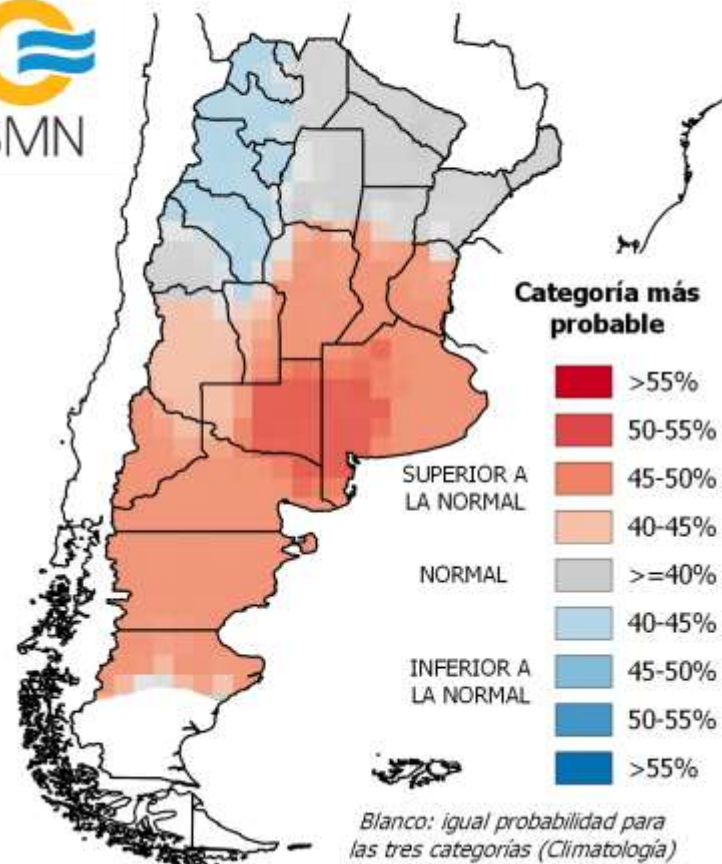 SMN
Categoría más
probable
>55%
50-55%
SUPERIOR A
LA NORMAL
45-50%
40-45%
NORMAL
>=40%
40-45%
INFERIOR A
LA NORMAL
45-50%
50-55%
>55%
Blanco: igual probabilidad para
las tres categorías (Climatología)